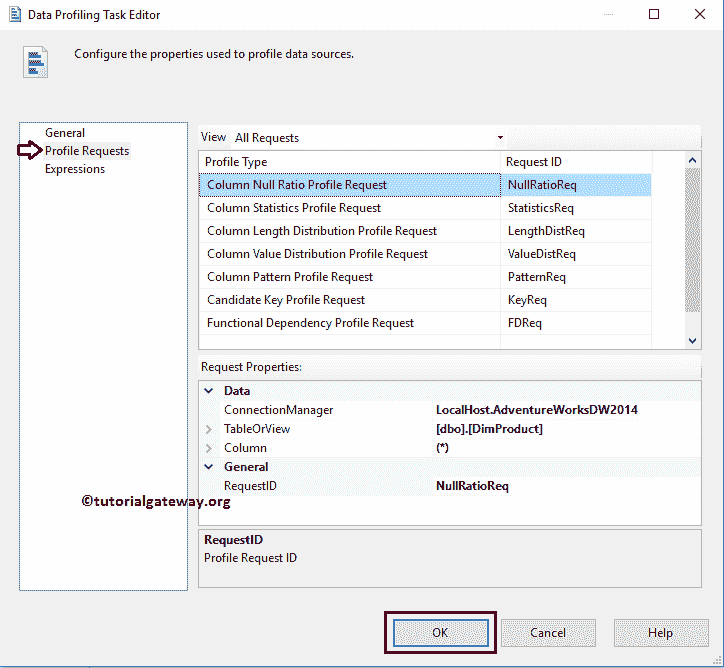 Data Profiling Task Editor
Configure the properties used to profile data sources.
General
Profile Requests
Expressions
View All Requests
Profile Type Request ID
Column Null Ratio Profile Request NullRatioReq
Column Statistics Profile Request StatisticsReq
Column Length Distribution Profile Request LengthDistReq
Column Value Distribution Profile Request ValueDistReq
Column Pattern Profile Request PatternReq
Candidate Key Profile Request KeyReq
Functional Dependency Profile Request FDReq
Request Properties:
Data
ConnectionManager LocalHost.AdventureWorksDW2014
TableOrView [dbo].[DimProduct]
Column (*)
General
RequestID NullRatioReq
©tutorialgateway.org
RequestID
Profile Request ID
OK Cancel Help